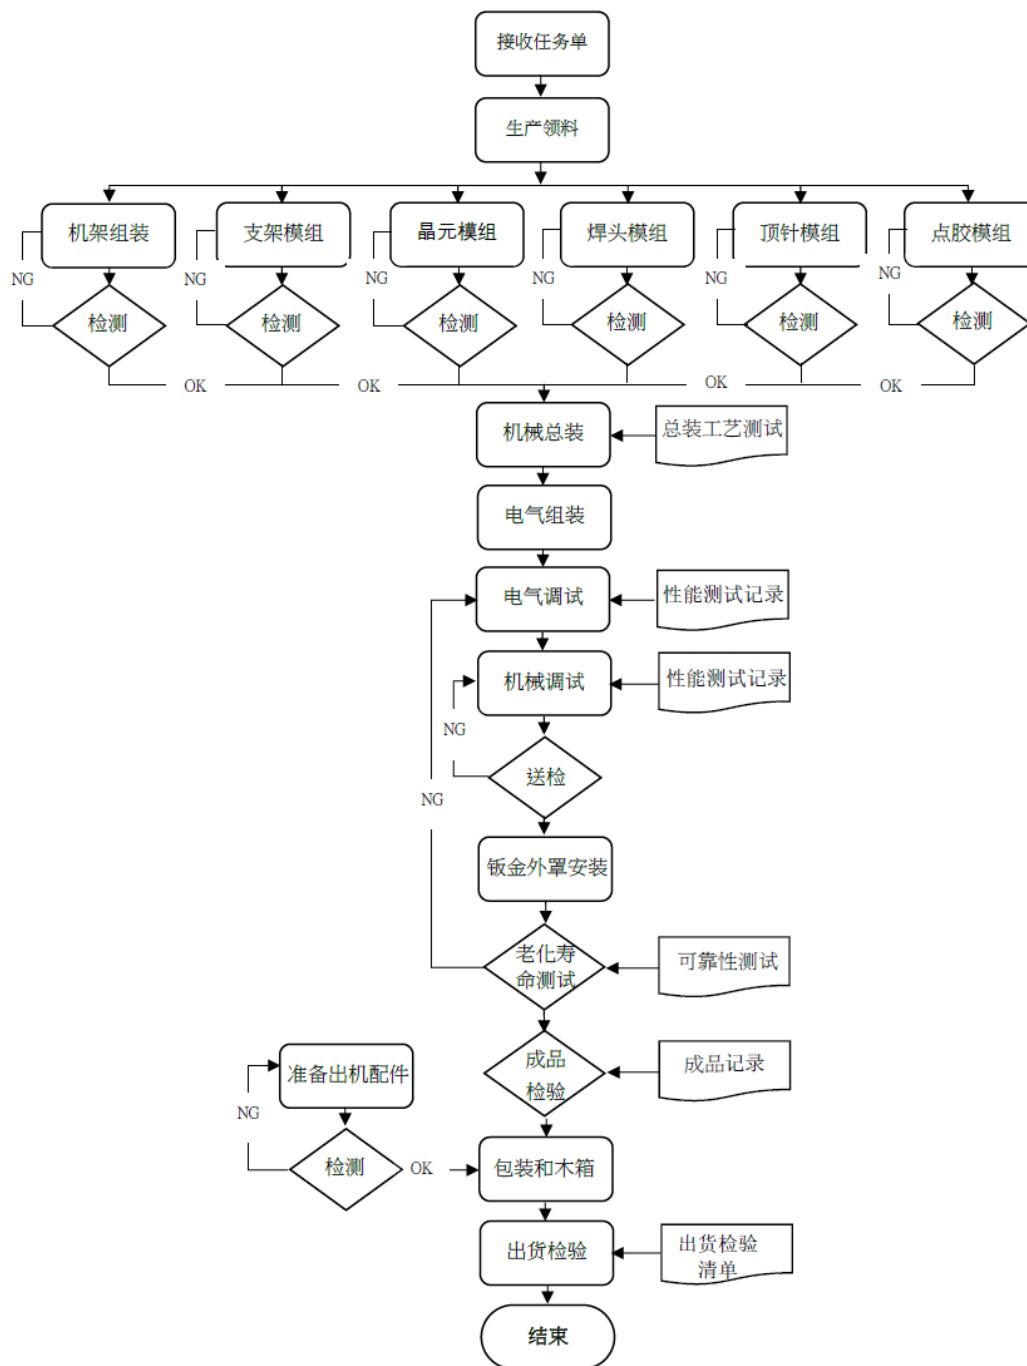 接收任务单
生产领料
机架组装
支架模组
晶元模组
焊头模组
顶针模组
点胶模组
NG
NG
NG
NG
NG
NG
检测
检测
检测
检测
检测
检测
OK
OK
OK
OK
机械总装
总装工艺测试
电气组装
电气调试
性能测试记录
机械调试
性能测试记录
NG
送检
NG
钣金外罩安装
老化寿
命测试
可靠性测试
成品
检验
成品记录
准备出机配件
NG
检测
OK
包装和木箱
出货检验
出货检验
清单
结束